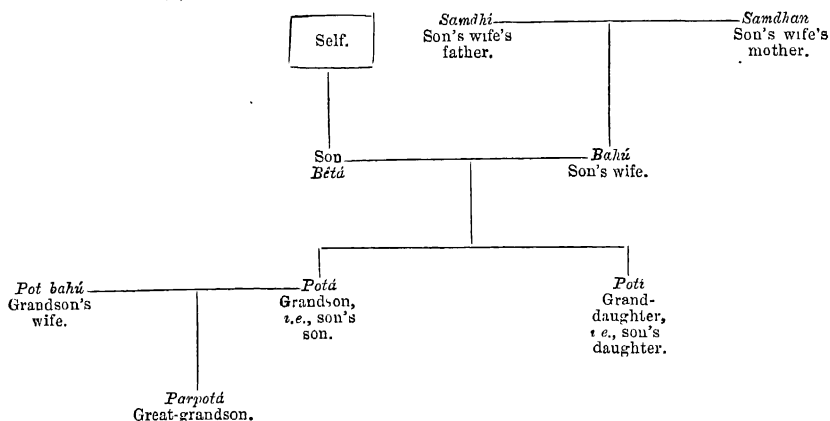 Self.
Samdhi
Son's wife's
father.
Samdhan
Son's wife's
mother.
Son
Bétá
Bahú
Son's wife.
Pot bahú
Grandson's
wife.
Potá
Grandson,
i.e., son's
son.
Poti
Grand-
daughter,
i e., son's
daughter.
Parpotá
Great-grandson.